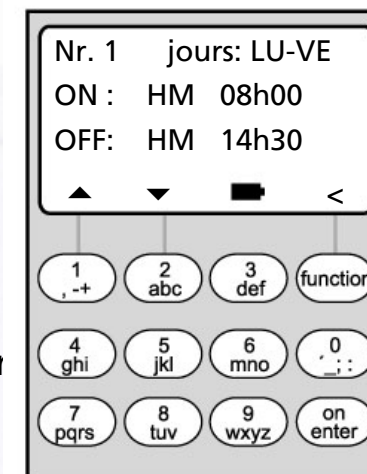 Nr. 1 jours: LU-VE
ON : HM 08h00
OFF: HM 14h30
<
1 2 3 function
, -+ abc def
4 5 6 0
ghi jkl mno ´_; :
7 8 9 on
pqrs tuv wxyz enter